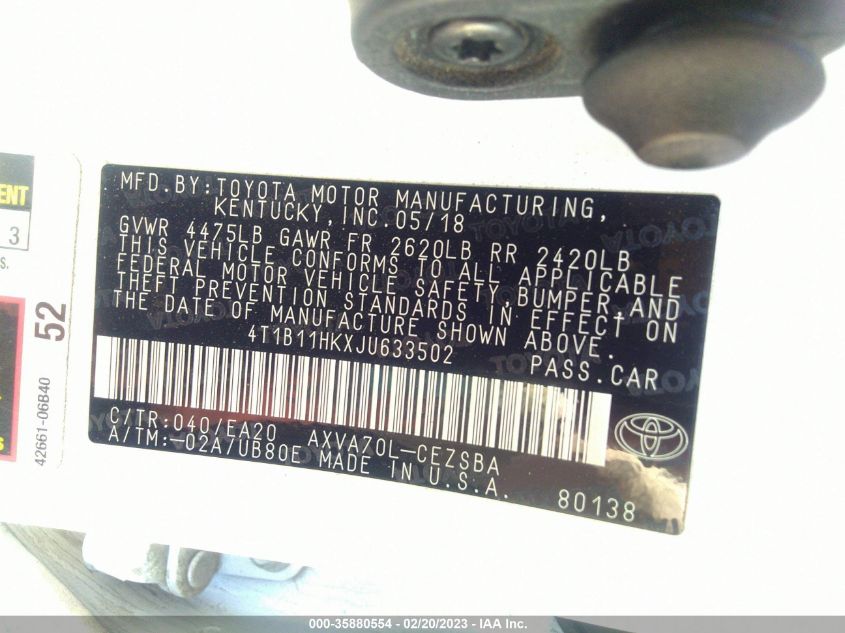 MFD.BY:TOYOTA MOTOR MANUFACTURING,
KENTUCKY,INC.05/18
GVWR 4475LB GAWR FR 2620LB RR 2420LB
THIS VEHICLE CONFORMS TO ALL APPLICABLE
FEDERAL MOTOR VEHICLE SAFETY,BUMPER,AND
THEFT PREVENTION STANDARDS IN EFFECT ON
THE DATE OF MANUFACTURE SHOWN ABOVE.
4T1B11HKXJU633502
PASS.CAR
C/TR:040/EA20 AXVA70L-CEZSBA
A/TM:-02A/UB80E MADE IN U.S.A.
80138
3
52
42661-06B40
000-35880554 - 02/20/2023 - IAA Inc.